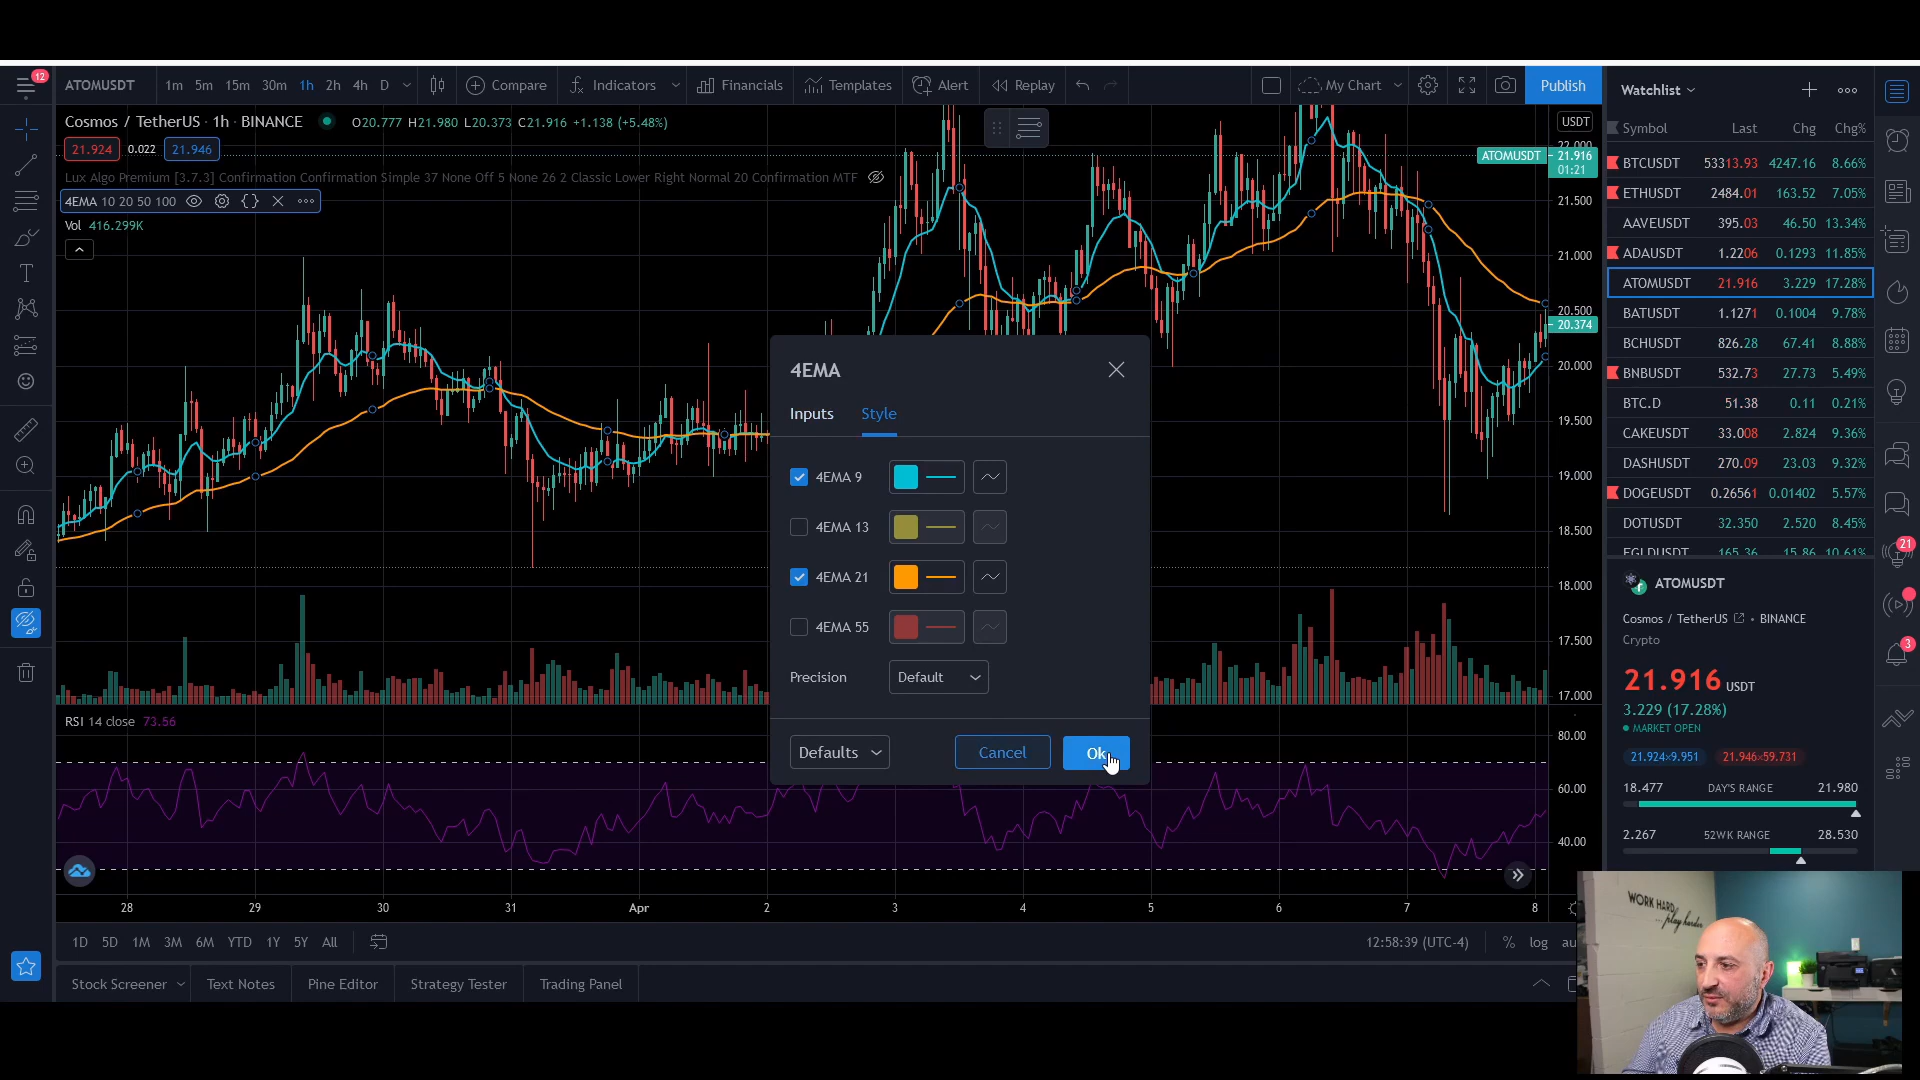 12
ATOMUSDT
1m 5m 15m 30m 1h 2h 4h D
Compare
Indicators
Financials
Templates
Alert
Replay
My Chart
Publish
Cosmos / TetherUS · 1h · BINANCE
O20.777 H21.980 L20.373 C21.916 +1.138 (+5.48%)
21.924 0.022 21.946
Lux Algo Premium [3.7.3] Confirmation Confirmation Simple 37 None Off 5 None 26 2 Classic Lower Right Normal 20 Confirmation MTF
4EMA 10 20 50 100
Vol 416.299K
USDT
22.000
ATOMUSDT 21.916
01:21
21.500
21.000
20.500
20.374
20.000
19.500
19.000
18.500
18.000
17.500
17.000
4EMA
Inputs Style
4EMA 9
4EMA 13
4EMA 21
4EMA 55
Precision Default
Defaults Cancel Ok
RSI 14 close 73.56
80.00
60.00
40.00
28 29 30 31 Apr 2 3 4 5 6 7 8
1D 5D 1M 3M 6M YTD 1Y 5Y All
12:58:39 (UTC-4) % log au
Stock Screener Text Notes Pine Editor Strategy Tester Trading Panel
Watchlist
Symbol Last Chg Chg%
BTCUSDT 53313.93 4247.16 8.66%
ETHUSDT 2484.01 163.52 7.05%
AAVEUSDT 395.03 46.50 13.34%
ADAUSDT 1.2206 0.1293 11.85%
ATOMUSDT 21.916 3.229 17.28%
BATUSDT 1.1271 0.1004 9.78%
BCHUSDT 826.28 67.41 8.88%
BNBUSDT 532.73 27.73 5.49%
BTC.D 51.38 0.11 0.21%
CAKEUSDT 33.008 2.824 9.36%
DASHUSDT 270.09 23.03 9.32%
DOGEUSDT 0.26561 0.01402 5.57%
DOTUSDT 32.350 2.520 8.45%
EGLDUSDT 165.36 15.86 10.61%
ATOMUSDT
Cosmos / TetherUS • BINANCE
Crypto
21.916 USDT
3.229 (17.28%)
MARKET OPEN
21.924×9.951 21.946×59.731
18.477 DAY'S RANGE 21.980
2.267 52WK RANGE 28.530
21
3
WORK HARD
....play harder